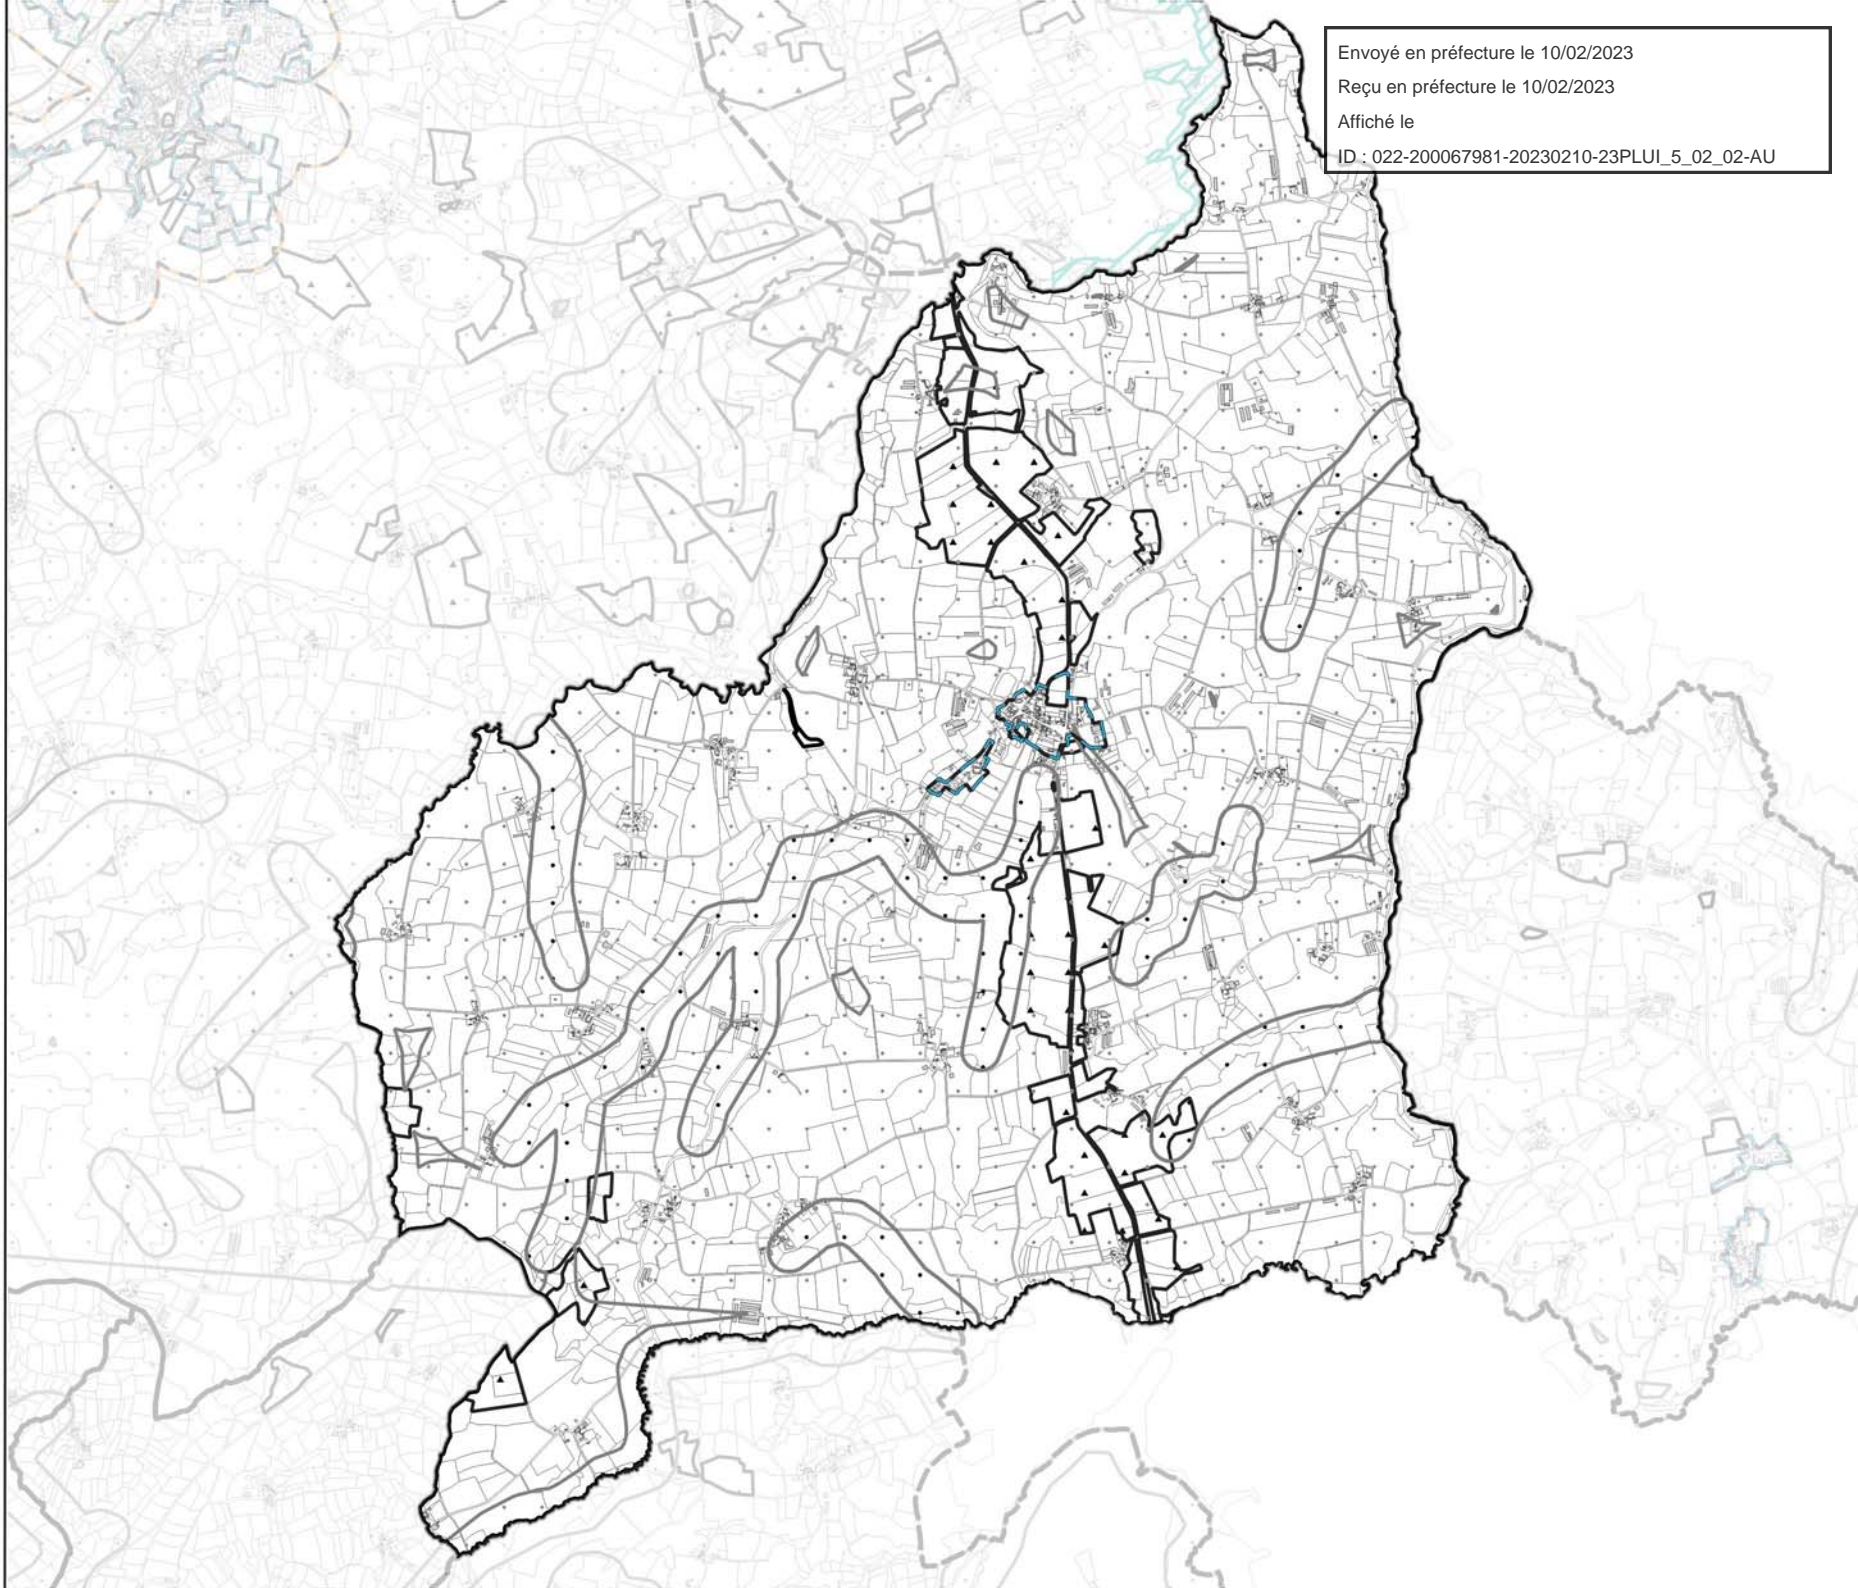 Envoyé en préfecture le 10/02/2023
Reçu en préfecture le 10/02/2023
Affiché le
ID : 022-200067981-20230210-23PLUI_5_02_02-AU